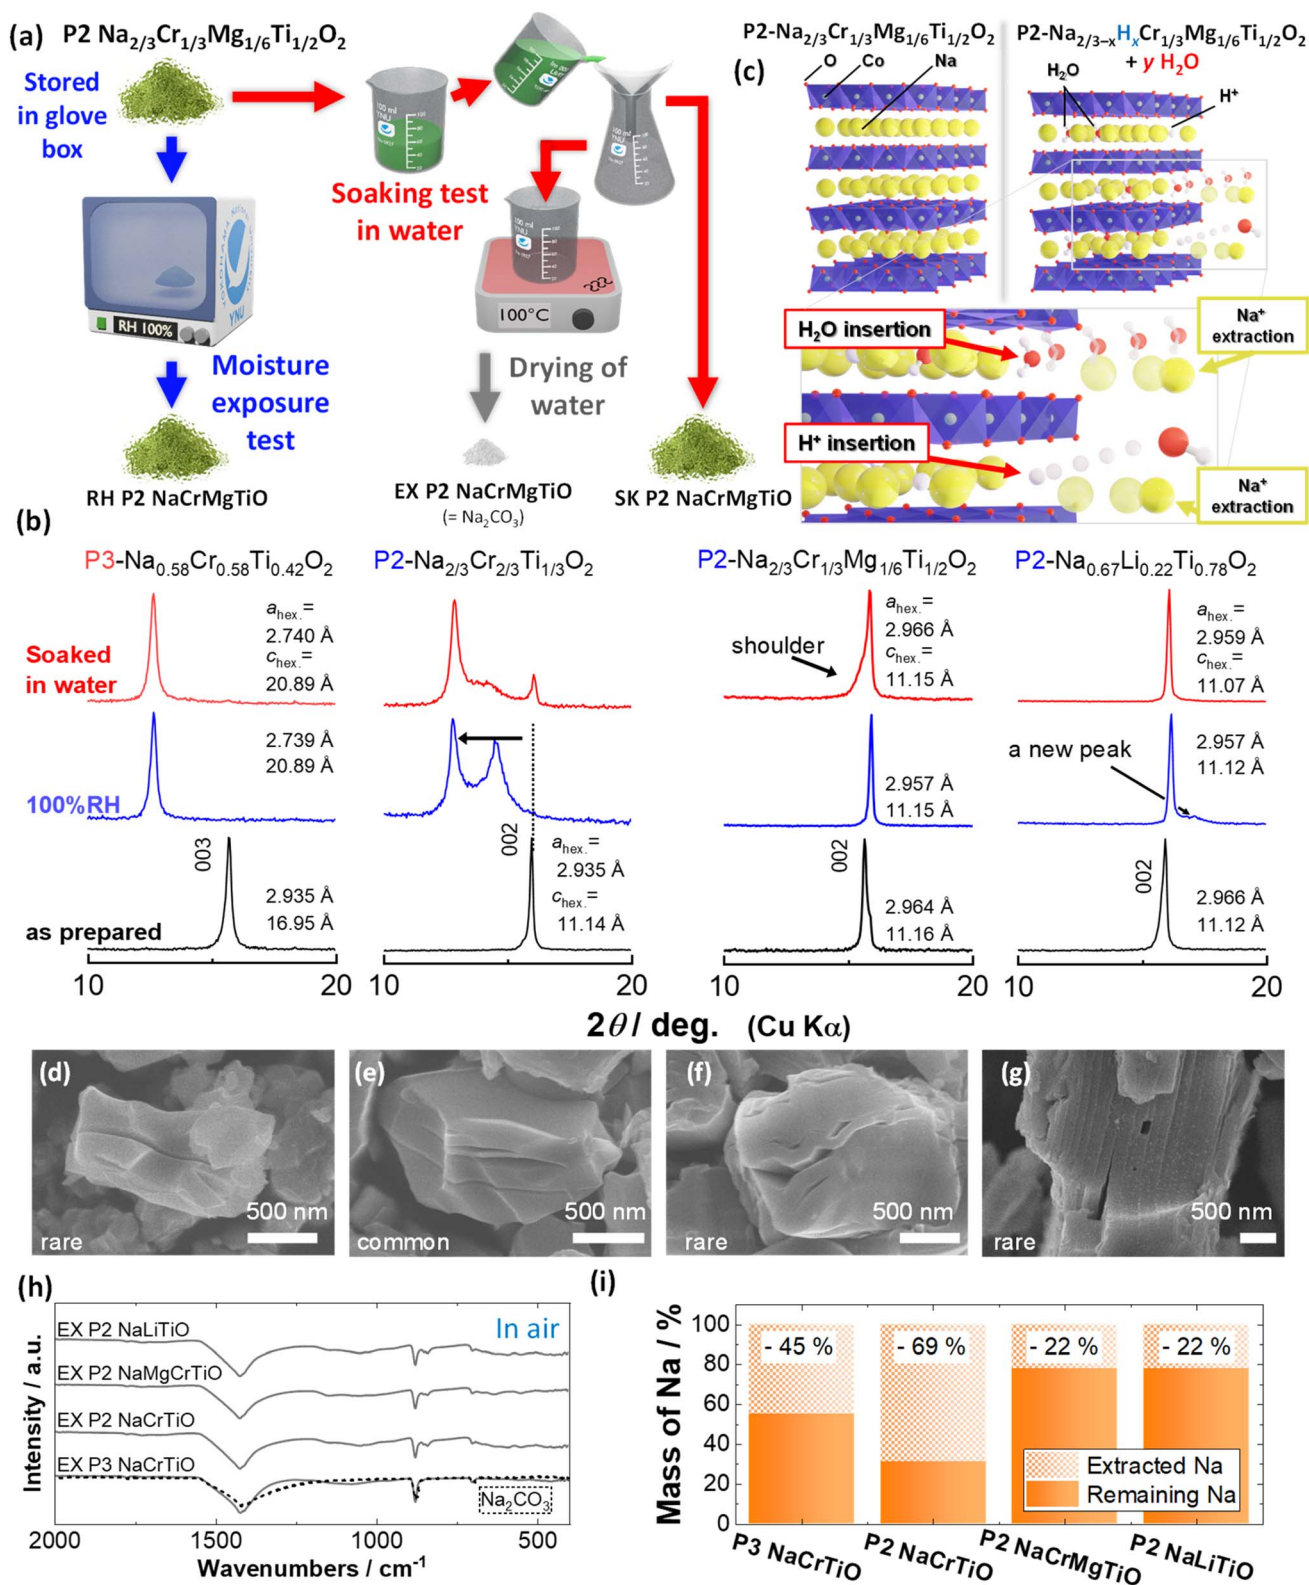 (a)
P2 Na2/3Cr1/3Mg1/6Ti1/2O2
Stored
in glove
box
100 ml
YNU
Soaking test
in water
RH 100%
YNU
100°C
Moisture
exposure
test
Drying of
water
RH P2 NaCrMgTiO
EX P2 NaCrMgTiO
(= Na2CO3)
SK P2 NaCrMgTiO
(c)
P2-Na2/3Cr1/3Mg1/6Ti1/2O2
O
Co
Na
P2-Na2/3–xHxCr1/3Mg1/6Ti1/2O2
+ y H2O
H2O
H+
H2O insertion
Na+
extraction
H+ insertion
Na+
extraction
(b)
P3-Na0.58Cr0.58Ti0.42O2
P2-Na2/3Cr2/3Ti1/3O2
P2-Na2/3Cr1/3Mg1/6Ti1/2O2
P2-Na0.67Li0.22Ti0.78O2
Soaked
in water
ahex.=
2.740 Å
chex.=
20.89 Å
shoulder
ahex.=
2.966 Å
chex.=
11.15 Å
ahex.=
2.959 Å
chex.=
11.07 Å
100%RH
2.739 Å
20.89 Å
2.957 Å
11.15 Å
a new peak
2.957 Å
11.12 Å
as prepared
003
2.935 Å
16.95 Å
002
ahex.=
2.935 Å
chex.=
11.14 Å
002
2.964 Å
11.16 Å
002
2.966 Å
11.12 Å
10 20
10 20
10 20
10 20
2θ / deg. (Cu Kα)
(d)
500 nm
rare
(e)
500 nm
common
(f)
500 nm
rare
(g)
500 nm
rare
(h)
In air
EX P2 NaLiTiO
EX P2 NaMgCrTiO
EX P2 NaCrTiO
EX P3 NaCrTiO
Na2CO3
Intensity / a.u.
2000 1500 1000 500
Wavenumbers / cm-1
(i)
Mass of Na / %
100
80
60
40
20
0
- 45 %
- 69 %
- 22 %
- 22 %
Extracted Na
Remaining Na
P3 NaCrTiO
P2 NaCrTiO
P2 NaCrMgTiO
P2 NaLiTiO